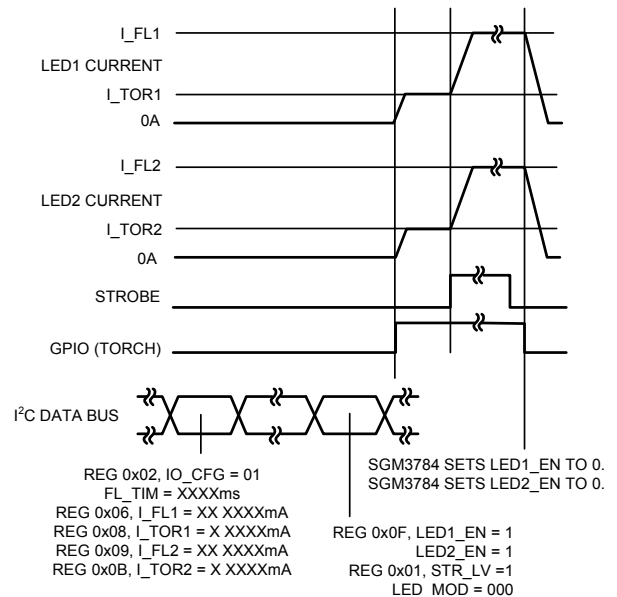 I_FL1
LED1 CURRENT
I_TOR1
0A
I_FL2
LED2 CURRENT
I_TOR2
0A
STROBE
GPIO (TORCH)
I²C DATA BUS
REG 0x02, IO_CFG = 01
FL_TIM = XXXXms
REG 0x06, I_FL1 = XX XXXXmA
REG 0x08, I_TOR1 = X XXXXmA
REG 0x09, I_FL2 = XX XXXXmA
REG 0x0B, I_TOR2 = X XXXXmA
SGM3784 SETS LED1_EN TO 0.
SGM3784 SETS LED2_EN TO 0.
REG 0x0F, LED1_EN = 1
LED2_EN = 1
REG 0x01, STR_LV =1
LED_MOD = 000